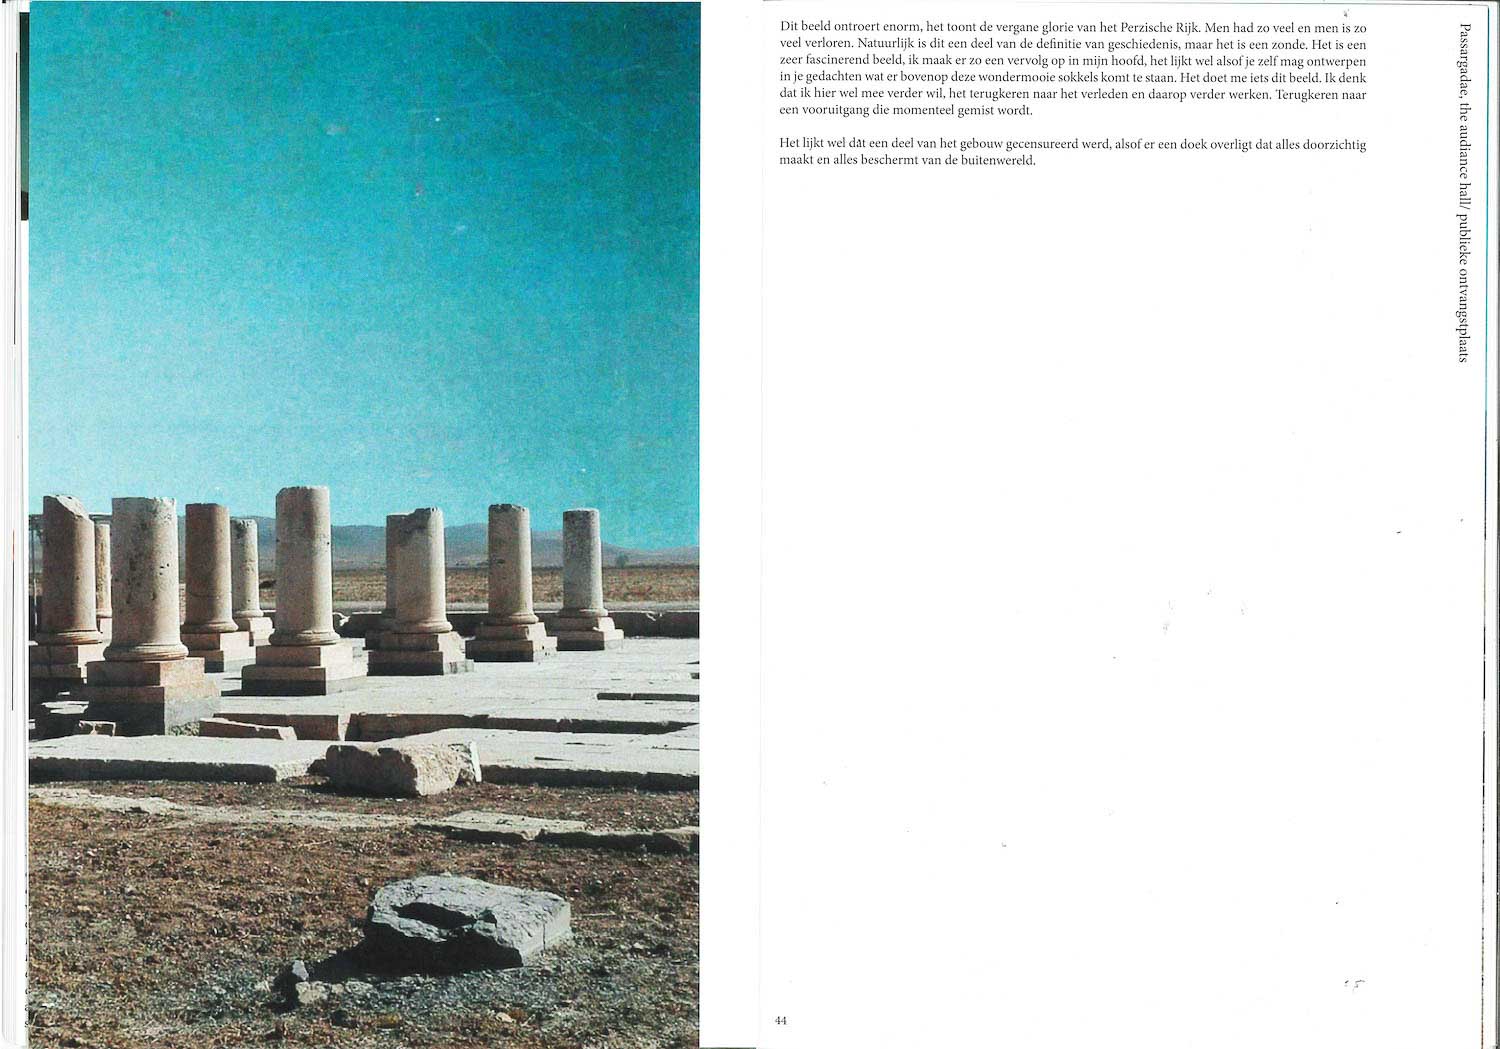 Dit beeld ontroert enorm, het toont de vergane glorie van het Perzische Rijk. Men had zo veel en men is zo
veel verloren. Natuurlijk is dit een deel van de definitie van geschiedenis, maar het is een zonde. Het is een
zeer fascinerend beeld, ik maak er zo een vervolg op in mijn hoofd, het lijkt wel alsof je zelf mag ontwerpen
in je gedachten wat er bovenop deze wondermooie sokkels komt te staan. Het doet me iets dit beeld. Ik denk
dat ik hier wel mee verder wil, het terugkeren naar het verleden en daarop verder werken. Terugkeren naar
een vooruitgang die momenteel gemist wordt.
Het lijkt wel dat een deel van het gebouw gecensureerd werd, alsof er een doek overligt dat alles doorzichtig
maakt en alles beschermt van de buitenwereld.
Passargadae, the audiance hall/ publieke ontvangstplaats
44